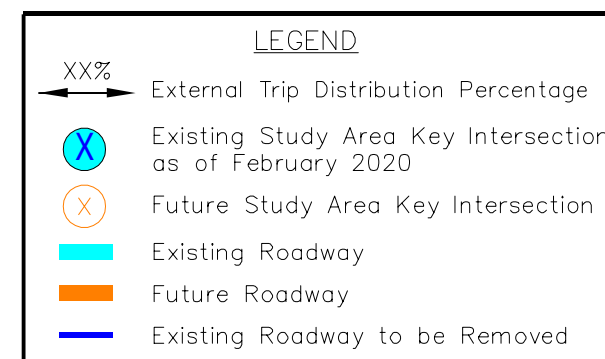 LEGEND
XX%
External Trip Distribution Percentage
X
Existing Study Area Key Intersection
as of February 2020
X
Future Study Area Key Intersection
Existing Roadway
Future Roadway
Existing Roadway to be Removed